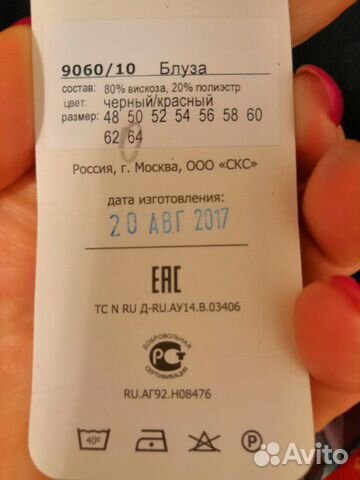 9060/10 Блуза
состав: 80% вискоза, 20% полиэстр
цвет: черный/красный
размер: 48 50 52 54 56 58 60
62 64
Россия, г. Москва, ООО «СКС»
дата изготовления:
20 АВГ 2017
ЕАС
ТС N RU Д-RU.АУ14.В.03406
ДОБРОВОЛЬНАЯ
РСТ
СЕРТИФИКАЦИЯ
RU.АГ92.Н08476
40° P
Avito